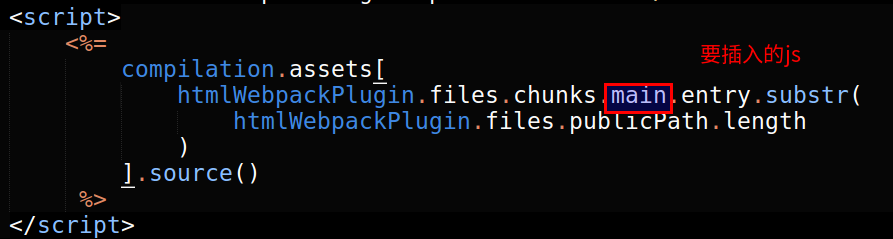 <script>
<%=
要插入的js
compilation.assets[
htmlWebpackPlugin.files.chunks.main.entry.substr(
htmlWebpackPlugin.files.publicPath.length
)
].source()
%>
</script>